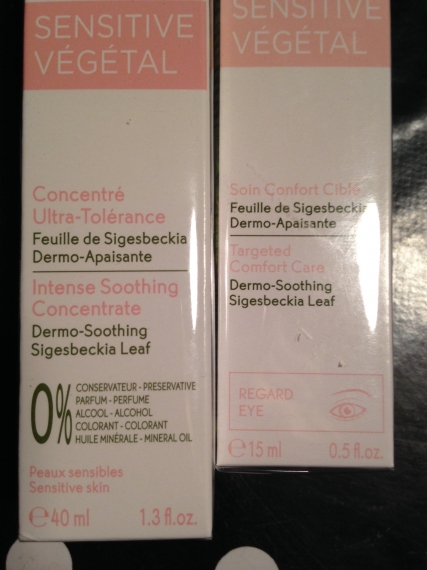 SENSITIVE
VÉGÉTAL
Concentré
Ultra-Tolérance
Feuille de Sigesbeckia
Dermo-Apaisante
Intense Soothing
Concentrate
Dermo-Soothing
Sigesbeckia Leaf
0%
CONSERVATEUR - PRESERVATIVE
PARFUM - PERFUME
ALCOOL - ALCOHOL
COLORANT - COLORANT
HUILE MINÉRALE - MINERAL OIL
Peaux sensibles
Sensitive skin
℮40 ml 1.3 fl.oz.
SENSITIVE
VÉGÉTAL
Soin Confort Ciblé
Feuille de Sigesbeckia
Dermo-Apaisante
Targeted
Comfort Care
Dermo-Soothing
Sigesbeckia Leaf
REGARD
EYE
℮15 ml 0.5 fl.oz.